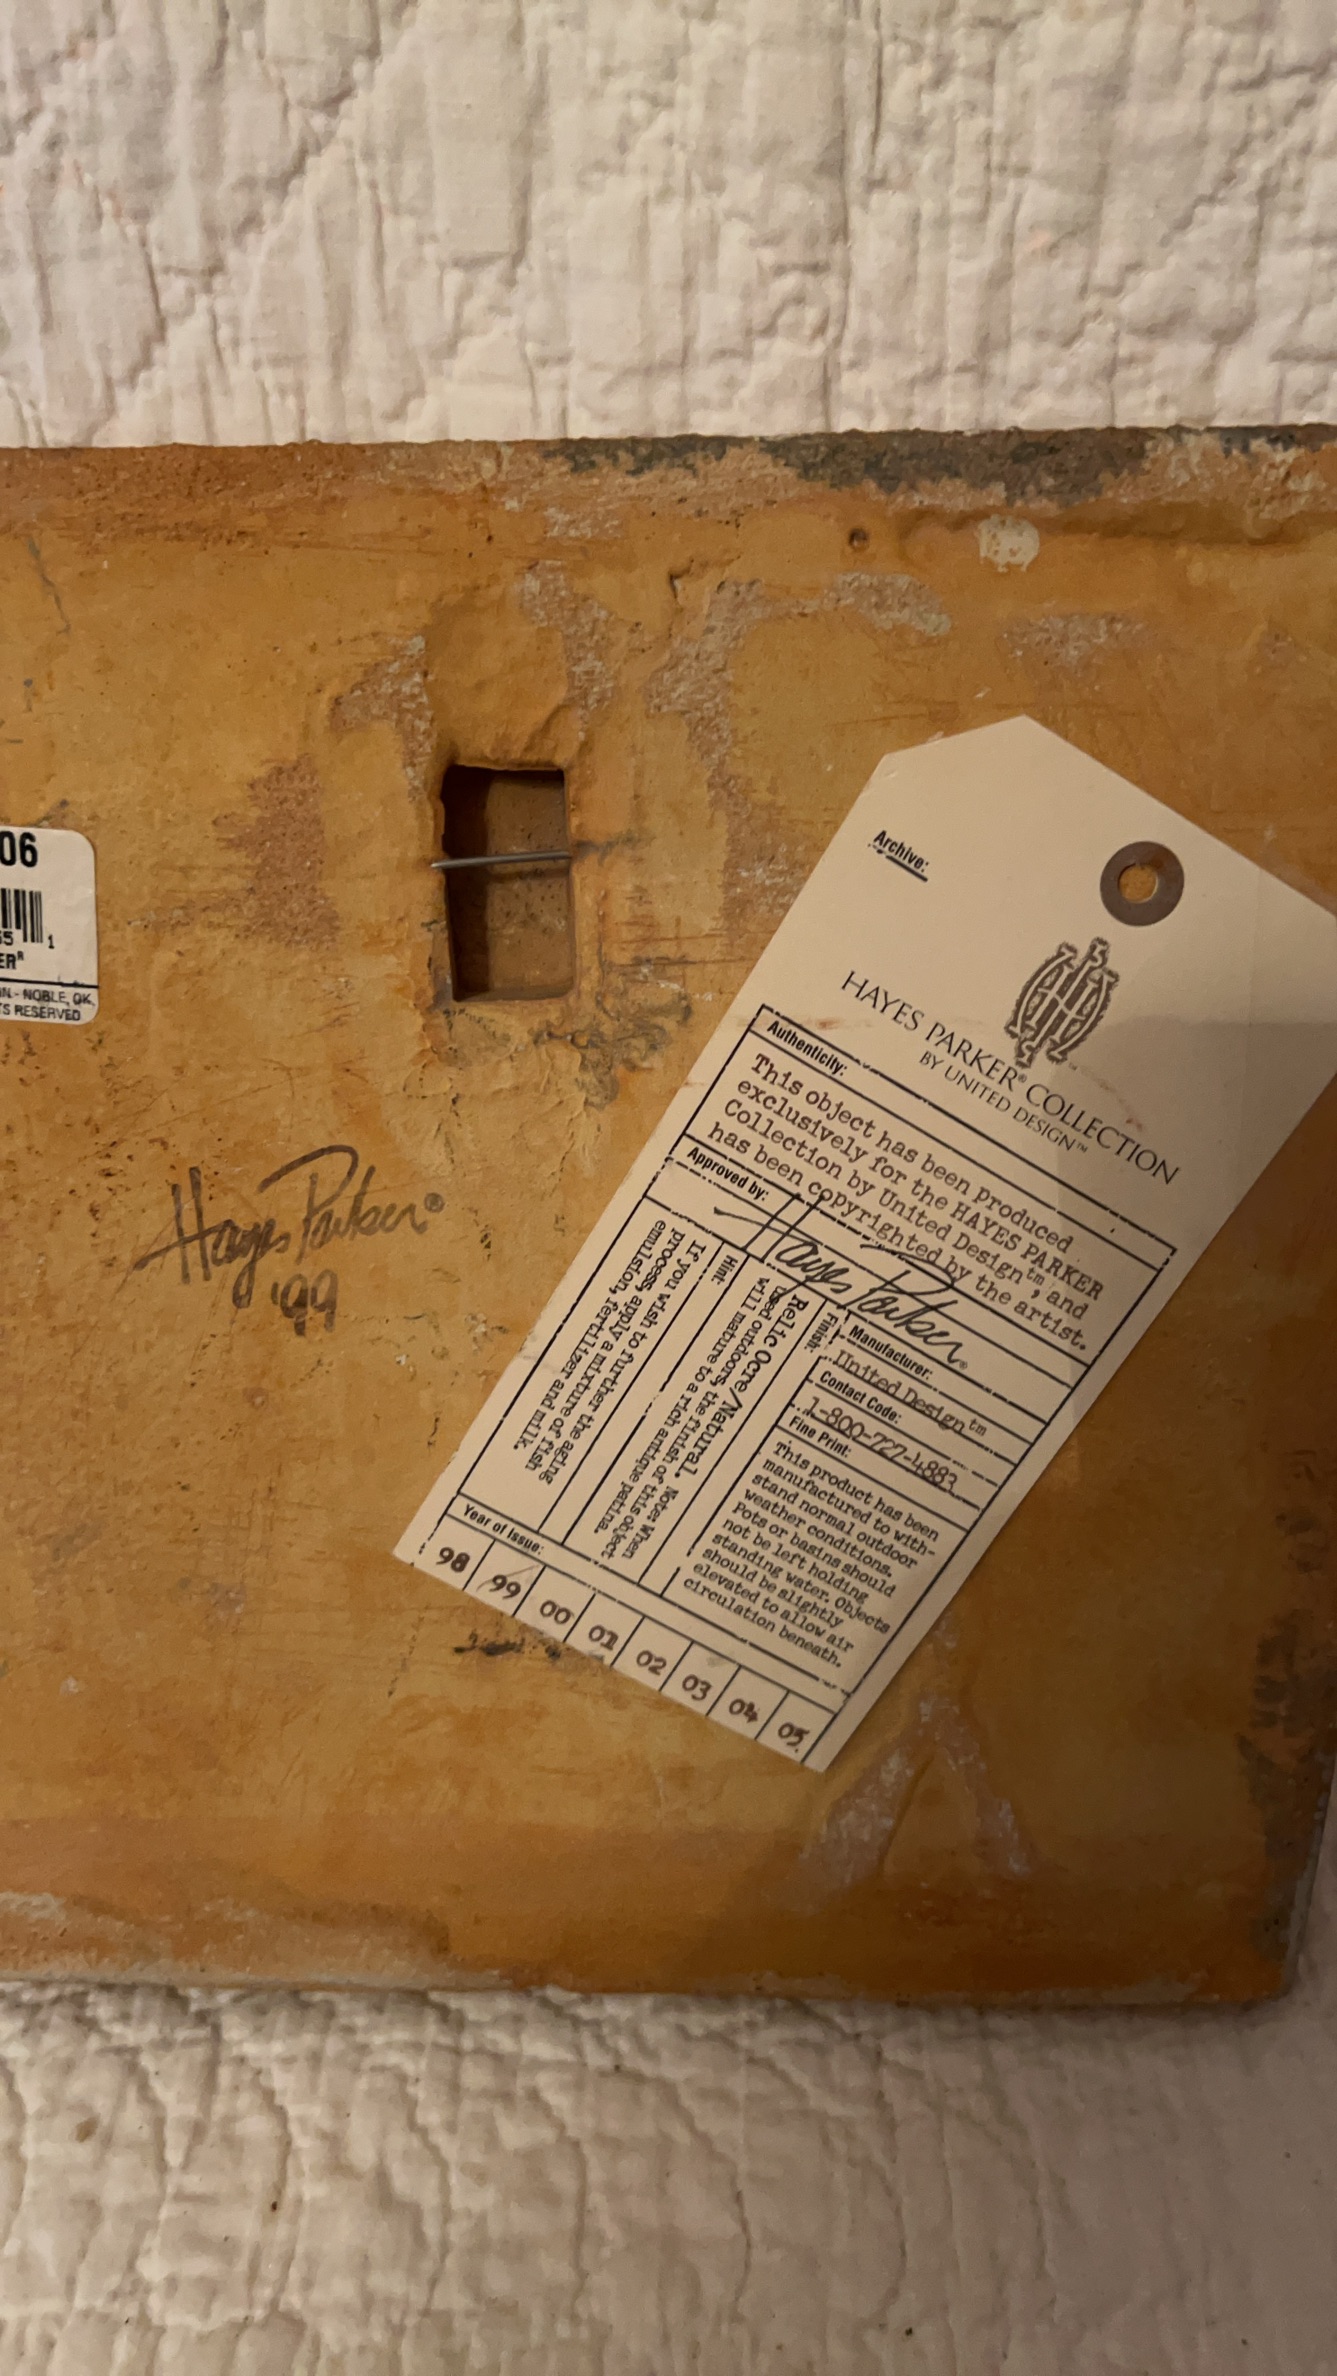 06
1
ER®
N - NOBLE, OK.
TS RESERVED
Hayes Parker®
'99
Archive:
HAYES PARKER® COLLECTION
BY UNITED DESIGN™
Authenticity:
This object has been produced
exclusively for the HAYES PARKER
Collection by United Design™, and
has been copyrighted by the artist.
Approved by:
Hayes Parker®
Manufacturer:
United Design™
Contact Code:
1-800-727-4883
Fine Print:
This product has been
manufactured to with-
stand normal outdoor
weather conditions.
Pots or basins should
not be left holding
standing water. Objects
should be slightly
elevated to allow air
circulation beneath.
Finish:
Relic Ocre/Natural. Note: When
used outdoors, the finish of this object
will mature to a rich antique patina.
Hint:
If you wish to further the aging
process, apply a mixture of fish
emulsion, fertilizer and milk.
Year of Issue:
98 99 00 01 02 03 04 05